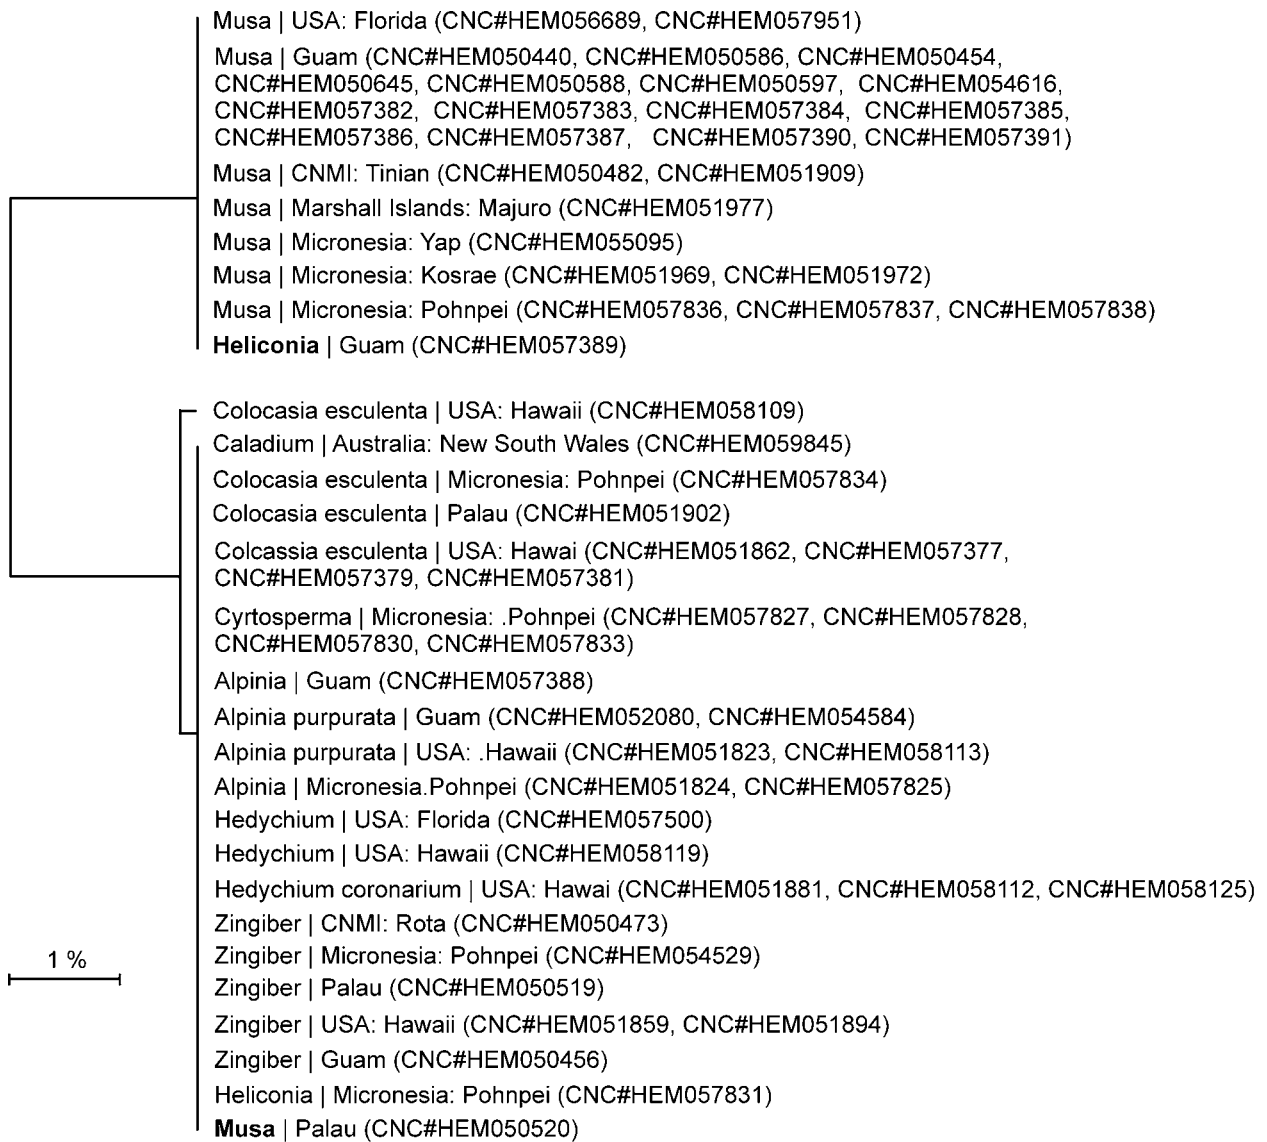 Musa | USA: Florida (CNC#HEM056689, CNC#HEM057951)
Musa | Guam (CNC#HEM050440, CNC#HEM050586, CNC#HEM050454,
CNC#HEM050645, CNC#HEM050588, CNC#HEM050597, CNC#HEM054616,
CNC#HEM057382, CNC#HEM057383, CNC#HEM057384, CNC#HEM057385,
CNC#HEM057386, CNC#HEM057387, CNC#HEM057390, CNC#HEM057391)
Musa | CNMI: Tinian (CNC#HEM050482, CNC#HEM051909)
Musa | Marshall Islands: Majuro (CNC#HEM051977)
Musa | Micronesia: Yap (CNC#HEM055095)
Musa | Micronesia: Kosrae (CNC#HEM051969, CNC#HEM051972)
Musa | Micronesia: Pohnpei (CNC#HEM057836, CNC#HEM057837, CNC#HEM057838)
Heliconia | Guam (CNC#HEM057389)
Colocasia esculenta | USA: Hawaii (CNC#HEM058109)
Caladium | Australia: New South Wales (CNC#HEM059845)
Colocasia esculenta | Micronesia: Pohnpei (CNC#HEM057834)
Colocasia esculenta | Palau (CNC#HEM051902)
Colcassia esculenta | USA: Hawai (CNC#HEM051862, CNC#HEM057377,
CNC#HEM057379, CNC#HEM057381)
Cyrtosperma | Micronesia: .Pohnpei (CNC#HEM057827, CNC#HEM057828,
CNC#HEM057830, CNC#HEM057833)
Alpinia | Guam (CNC#HEM057388)
Alpinia purpurata | Guam (CNC#HEM052080, CNC#HEM054584)
Alpinia purpurata | USA: .Hawaii (CNC#HEM051823, CNC#HEM058113)
Alpinia | Micronesia.Pohnpei (CNC#HEM051824, CNC#HEM057825)
Hedychium | USA: Florida (CNC#HEM057500)
Hedychium | USA: Hawaii (CNC#HEM058119)
Hedychium coronarium | USA: Hawai (CNC#HEM051881, CNC#HEM058112, CNC#HEM058125)
Zingiber | CNMI: Rota (CNC#HEM050473)
Zingiber | Micronesia: Pohnpei (CNC#HEM054529)
1 %
Zingiber | Palau (CNC#HEM050519)
Zingiber | USA: Hawaii (CNC#HEM051859, CNC#HEM051894)
Zingiber | Guam (CNC#HEM050456)
Heliconia | Micronesia: Pohnpei (CNC#HEM057831)
Musa | Palau (CNC#HEM050520)